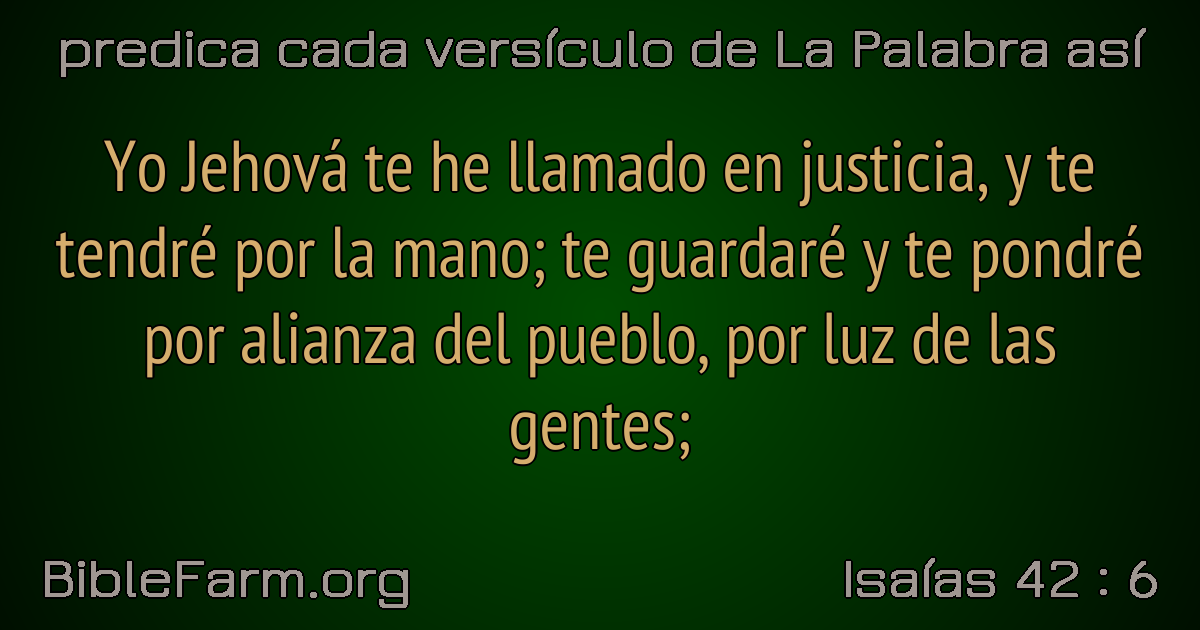 predica cada versículo de La Palabra así
Yo Jehová te he llamado en justicia, y te
tendré por la mano; te guardaré y te pondré
por alianza del pueblo, por luz de las
gentes;
BibleFarm.org
Isaías 42 : 6